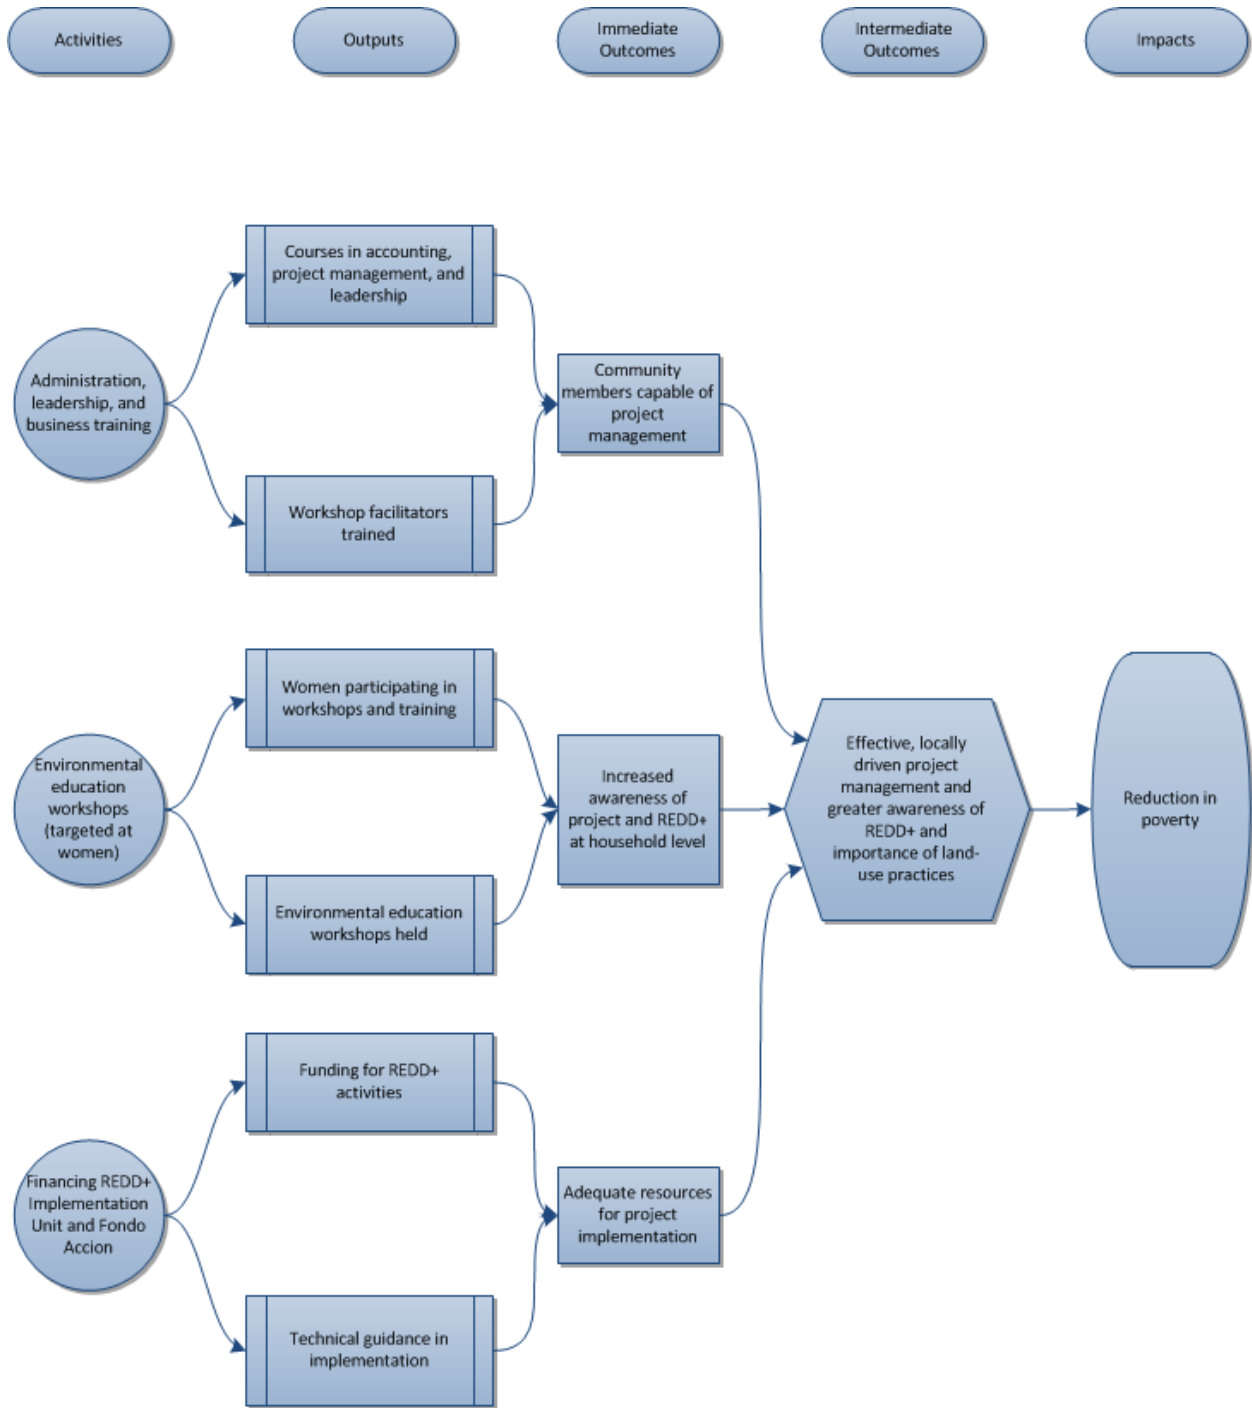 Activities
Outputs
Immediate
Outcomes
Intermediate
Outcomes
Impacts
Courses in accounting,
project management, and
leadership
Administration,
leadership, and
business training
Community
members capable of
project
management
Workshop facilitators
trained
Women participating in
workshops and training
Environmental
education
workshops
(targeted at
women)
Increased
awareness of
project and REDD+
at household level
Effective, locally
driven project
management and
greater awareness of
REDD+ and
importance of land-
use practices
Reduction in
poverty
Environmental education
workshops held
Funding for REDD+
activities
Financing REDD+
Implementation
Unit and Fondo
Accion
Adequate resources
for project
implementation
Technical guidance in
implementation